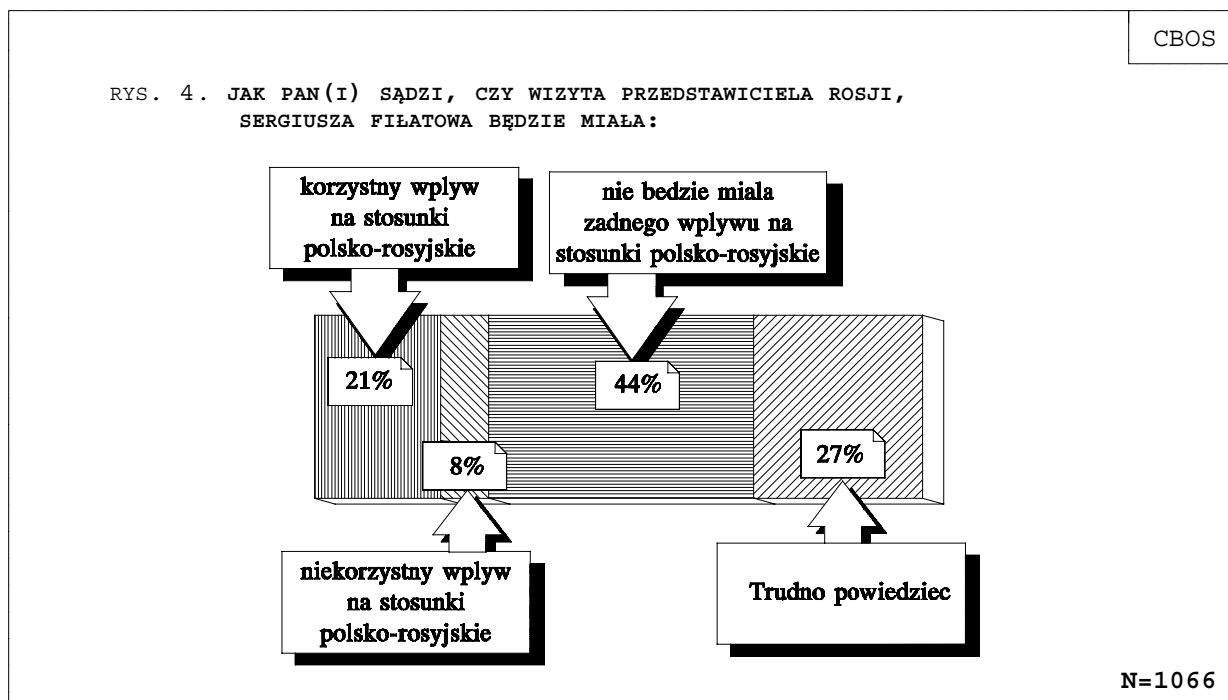 CBOS
RYS. 4. JAK PAN(I) SĄDZI, CZY WIZYTA PRZEDSTAWICIELA ROSJI,
SERGIUSZA FIŁATOWA BĘDZIE MIAŁA:
korzystny wplyw
na stosunki
polsko-rosyjskie
nie bedzie miala
zadnego wplywu na
stosunki polsko-rosyjskie
21%
44%
8%
27%
niekorzystny wplyw
na stosunki
polsko-rosyjskie
Trudno powiedziec
N=1066